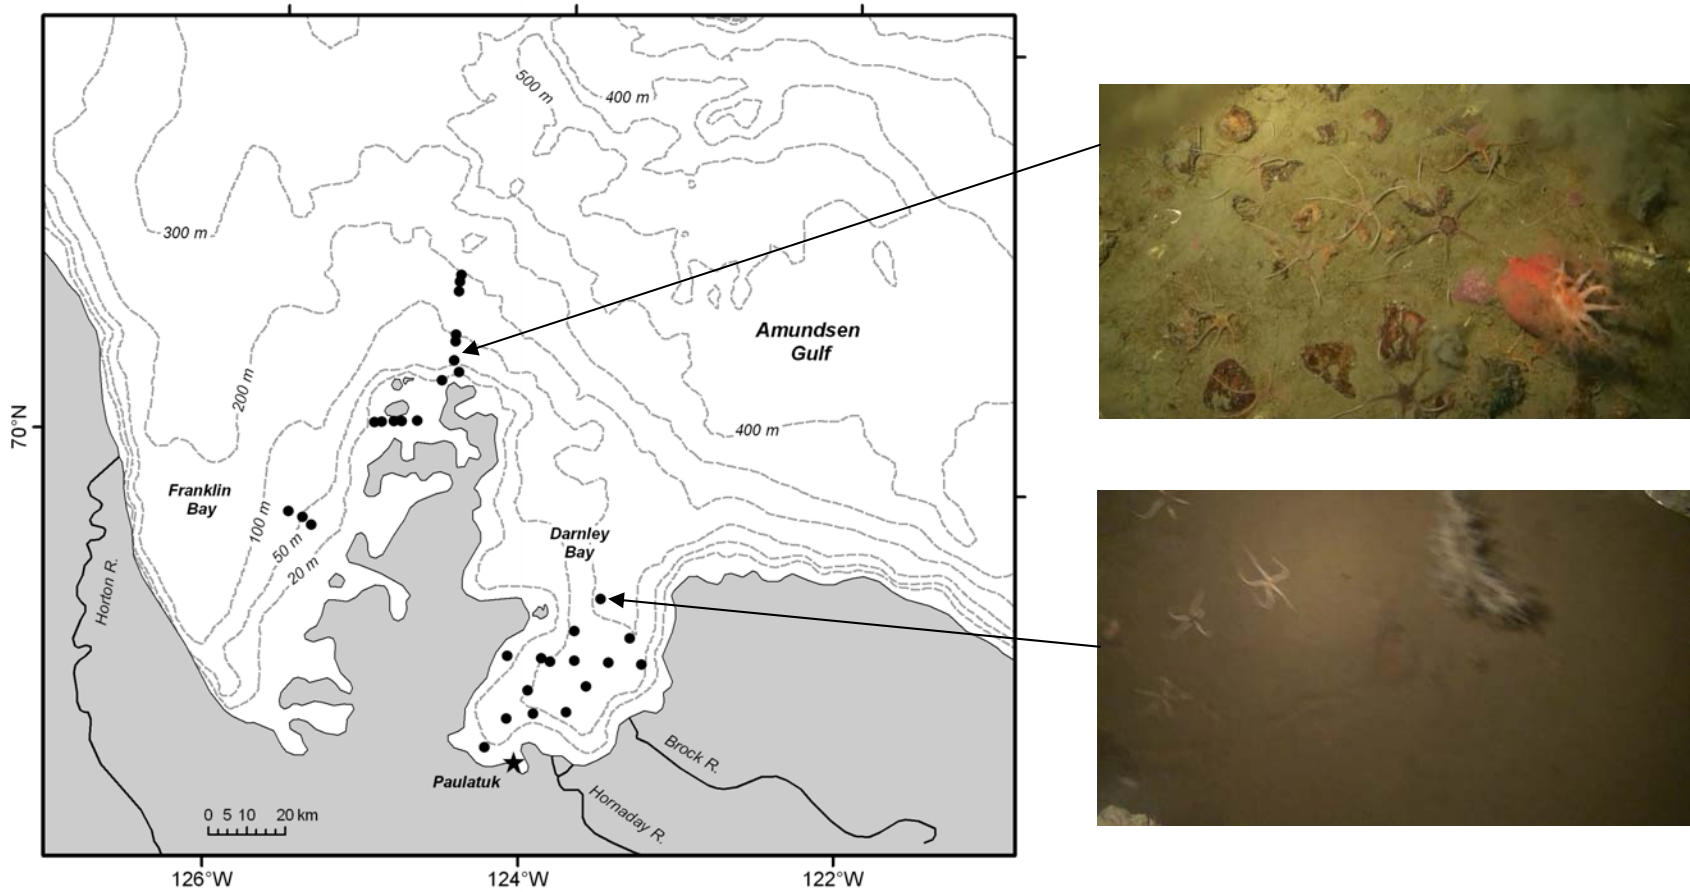 500 m
400 m
300 m
Amundsen
Gulf
200 m
70°N
400 m
Franklin
Bay
100 m
50 m
20 m
Darnley
Bay
Horton R.
Brock R.
Paulatuk
Hornaday R.
0 5 10 20 km
126°W
124°W
122°W